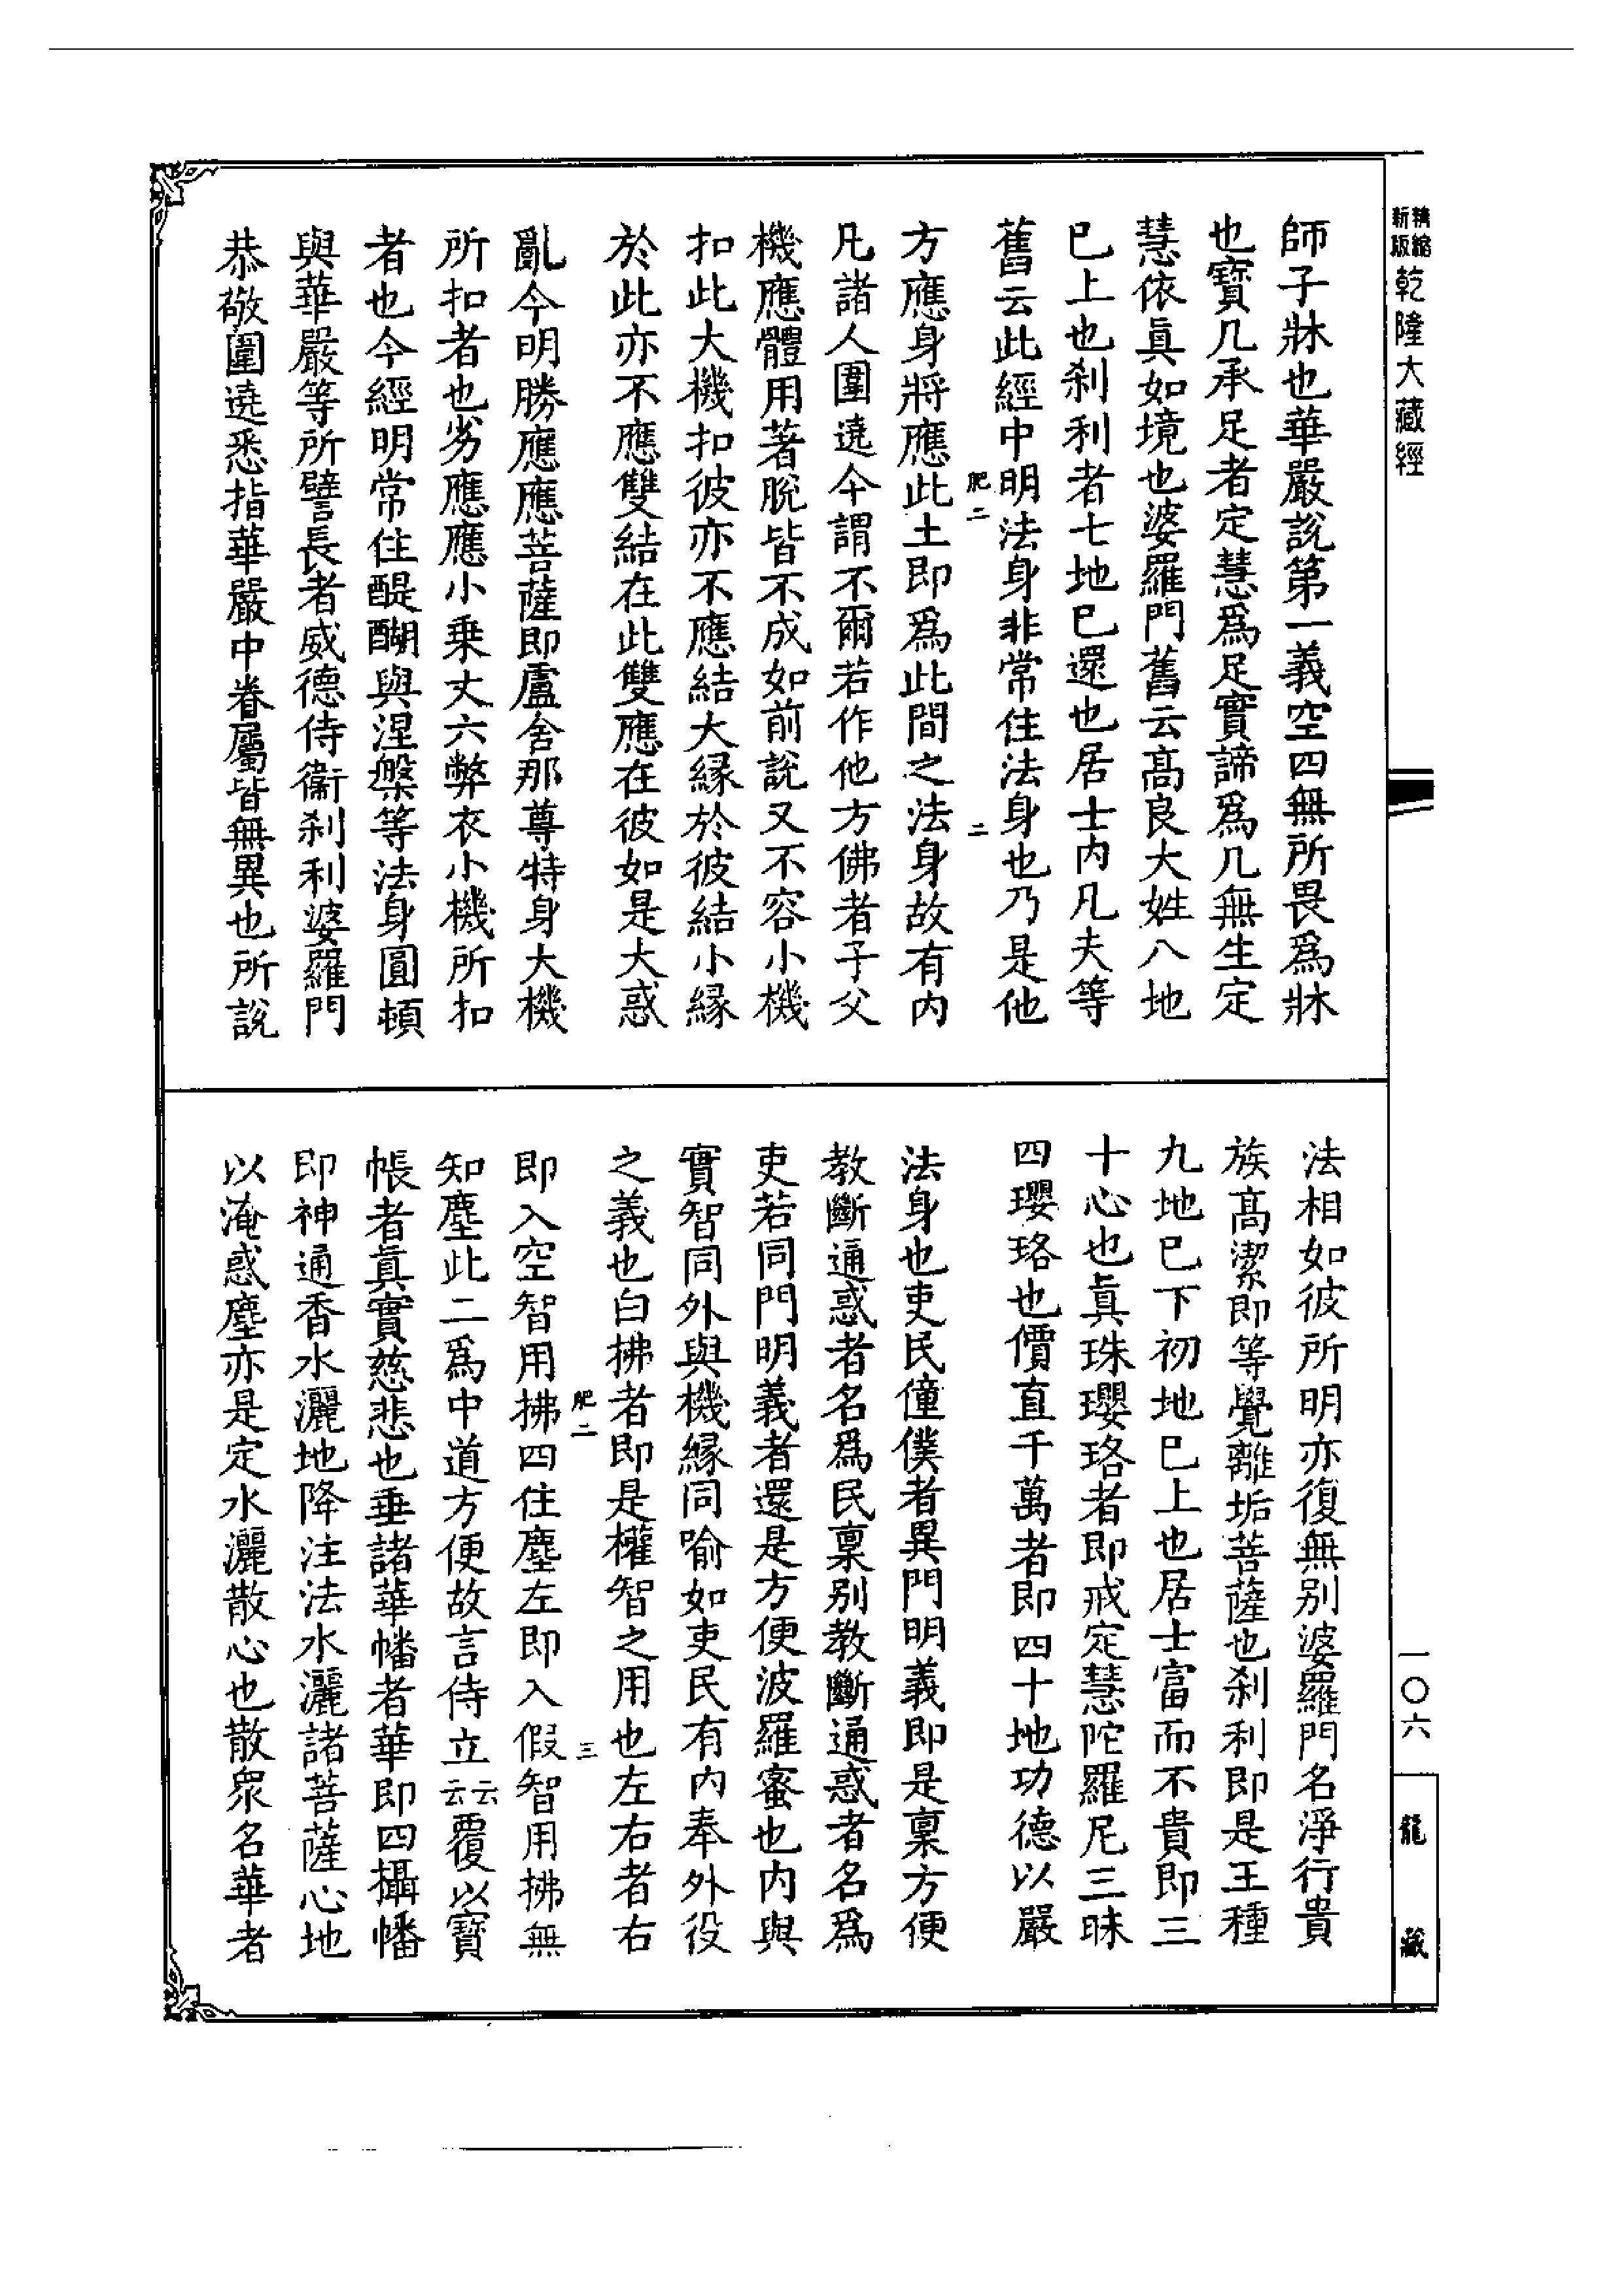 精縮
新版
乾隆大藏經
師子牀也華嚴說第一義空四無所畏爲牀
也寶几承足者定慧爲足實諦爲几無生定
慧依眞如境也婆羅門舊云高良大姓八地
巳上也刹利者七地巳還也居士内凡夫等
舊云此經中明法身非常住法身也乃是他
肥二
二
方應身將應此土即爲此間之法身故有内
凡諸人圍遶今謂不爾若作他方佛者子父
機應體用著脫皆不成如前說又不容小機
扣此大機扣彼亦不應結大緣於彼結小緣
於此亦不應雙結在此雙應在彼如是大惑
亂今明勝應應菩薩即盧舍那尊特身大機
所扣者也劣應應小乗丈六弊衣小機所扣
者也今經明常住醍醐與涅槃等法身圓頓
與華嚴等所譬長者威德侍衞刹利婆羅門
恭敬圍遶悉指華嚴中眷屬皆無異也所說
法相如彼所明亦復無别婆羅門名淨行貴
族高潔即等覺離垢菩薩也刹利即是王種
九地巳下初地巳上也居士富而不貴即三
十心也眞珠瓔珞者即戒定慧陀羅尼三昧
四瓔珞也價直千萬者即四十地功德以嚴
法身也吏民僮僕者異門明義即是稟方便
教斷通惑者名爲民稟别教斷通惑者名爲
吏若同門明義者還是方便波羅蜜也内與
實智同外與機緣同喻如吏民有内奉外役
之義也白拂者即是權智之用也左右者右
肥二
三
即入空智用拂四住塵左即入假智用拂無
知塵此二爲中道方便故言侍立云云覆以寶
帳者眞實慈悲也垂諸華幡者華即四攝幡
即神通香水灑地降注法水灑諸菩薩心地
以淹惑塵亦是定水灑散心也散衆名華者
一〇六
龍藏